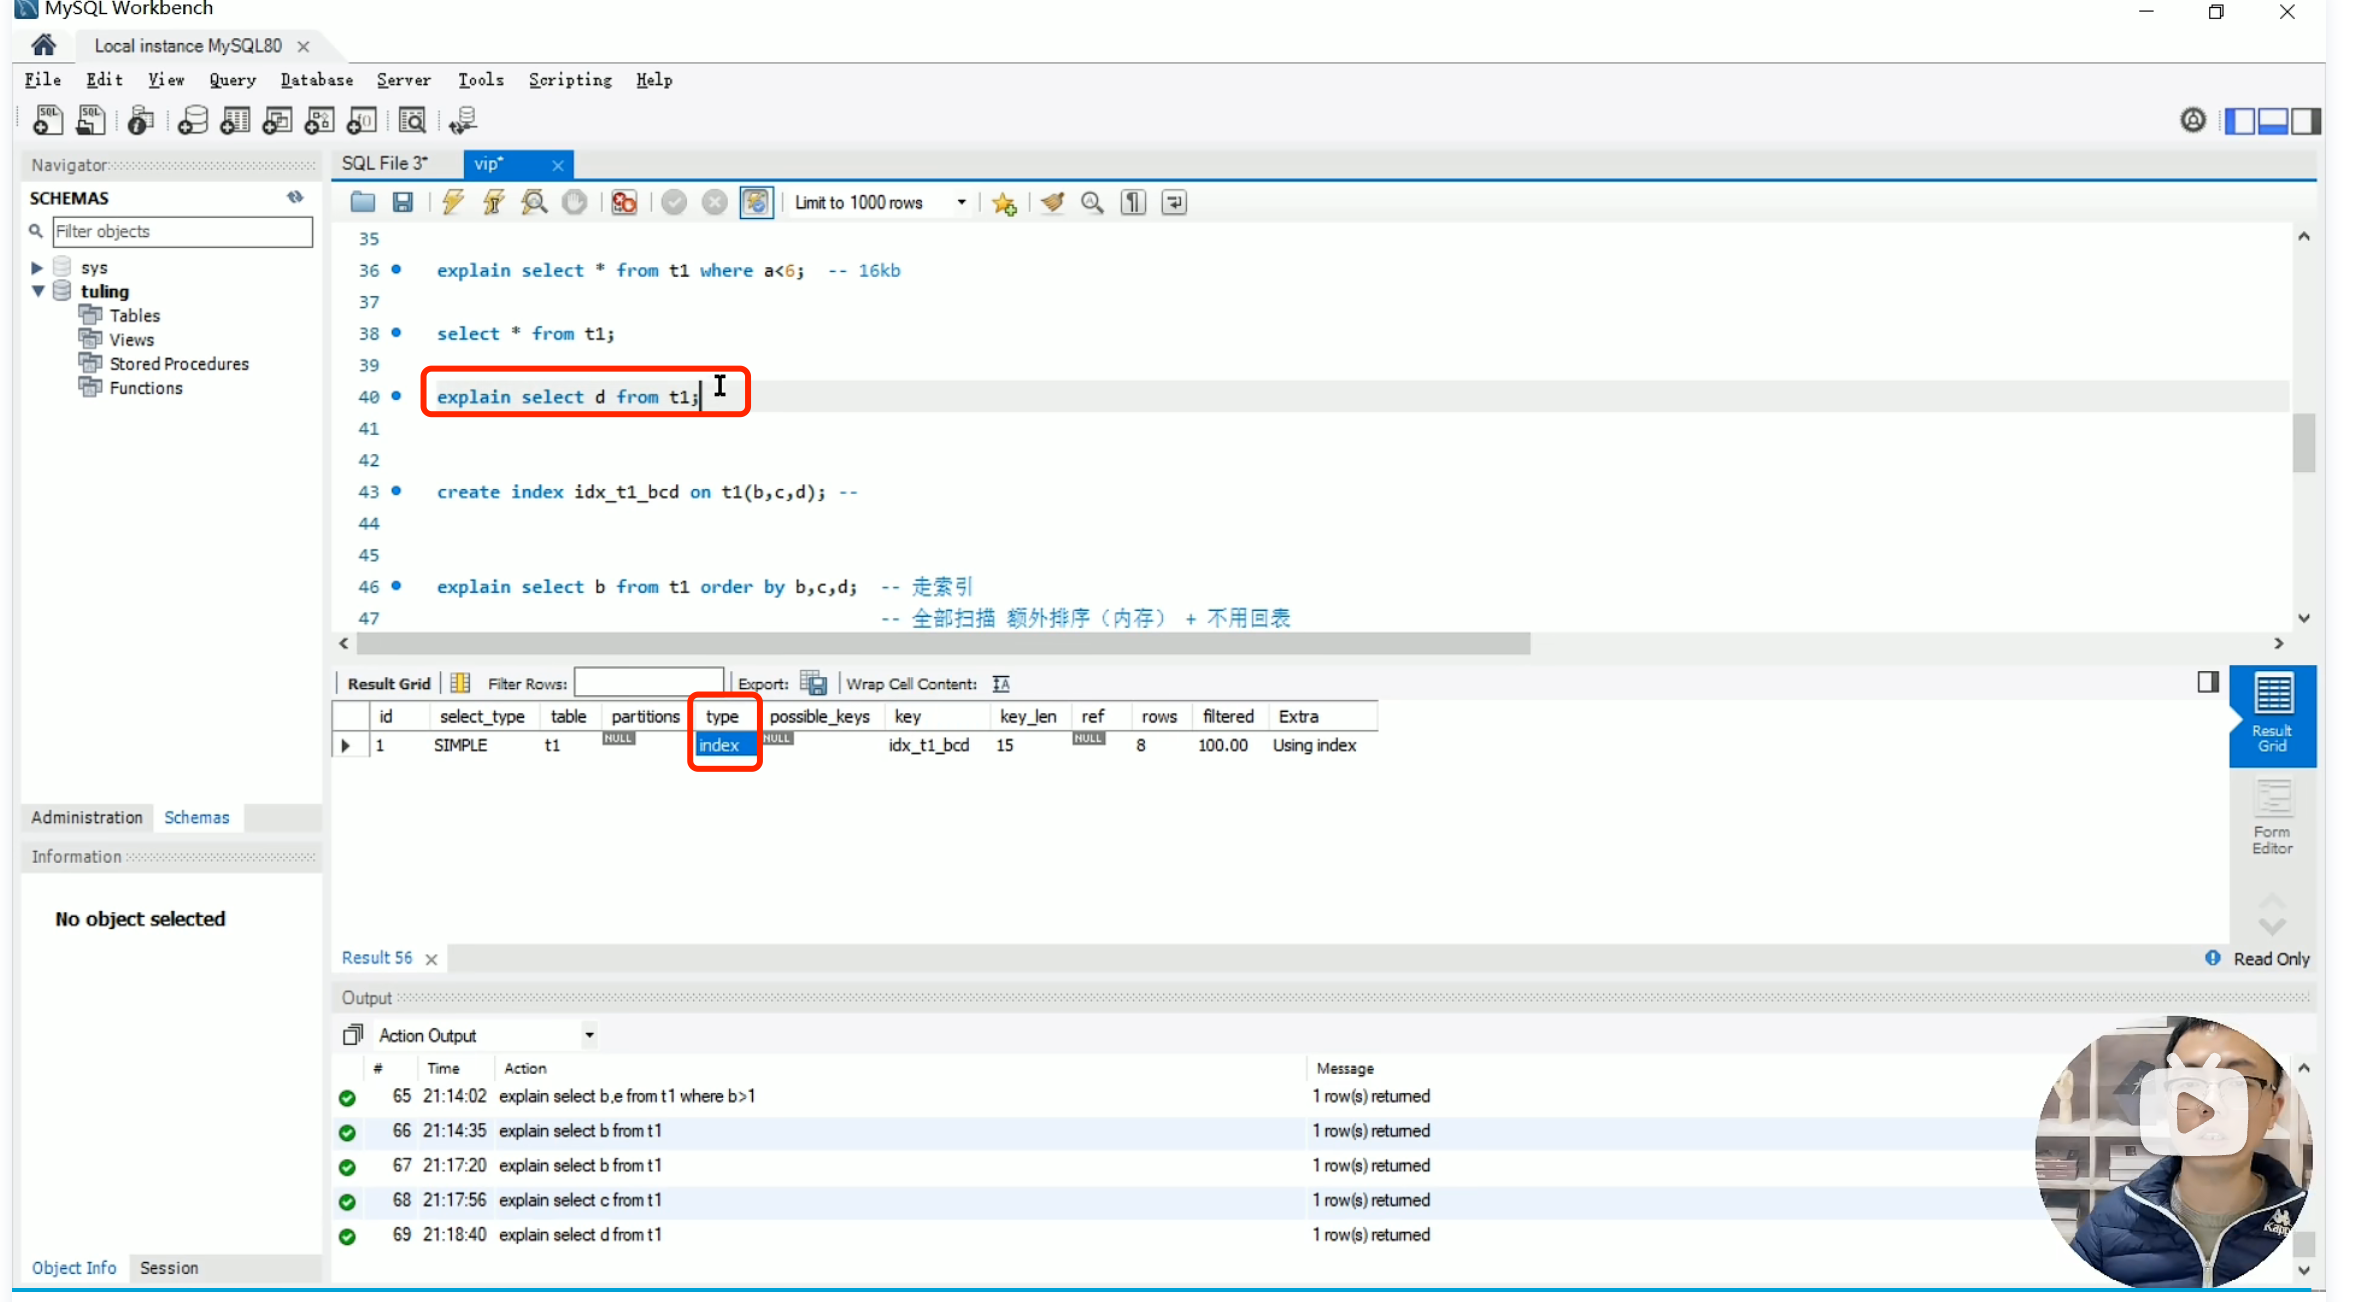 MySQL Workbench
Local instance MySQL80
File Edit View Query Database Server Tools Scripting Help
Navigator
SCHEMAS
Filter objects
sys
tuling
Tables
Views
Stored Procedures
Functions
Administration Schemas
Information
No object selected
Object Info Session
SQL File 3* vip*
Limit to 1000 rows
35
36 explain select * from t1 where a<6; -- 16kb
37
38 select * from t1;
39
40 explain select d from t1;
41
42
43 create index idx_t1_bcd on t1(b,c,d); --
44
45
46 explain select b from t1 order by b,c,d; -- 走索引
47 -- 全部扫描 额外排序（内存） + 不用回表
Result Grid Filter Rows: Export: Wrap Cell Content:
id select_type table partitions type possible_keys key key_len ref rows filtered Extra
1 SIMPLE t1 NULL index NULL idx_t1_bcd 15 NULL 8 100.00 Using index
Result Grid
Form Editor
Result 56
Read Only
Output
Action Output
# Time Action Message
65 21:14:02 explain select b,e from t1 where b>1 1 row(s) returned
66 21:14:35 explain select b from t1 1 row(s) returned
67 21:17:20 explain select b from t1 1 row(s) returned
68 21:17:56 explain select c from t1 1 row(s) returned
69 21:18:40 explain select d from t1 1 row(s) returned